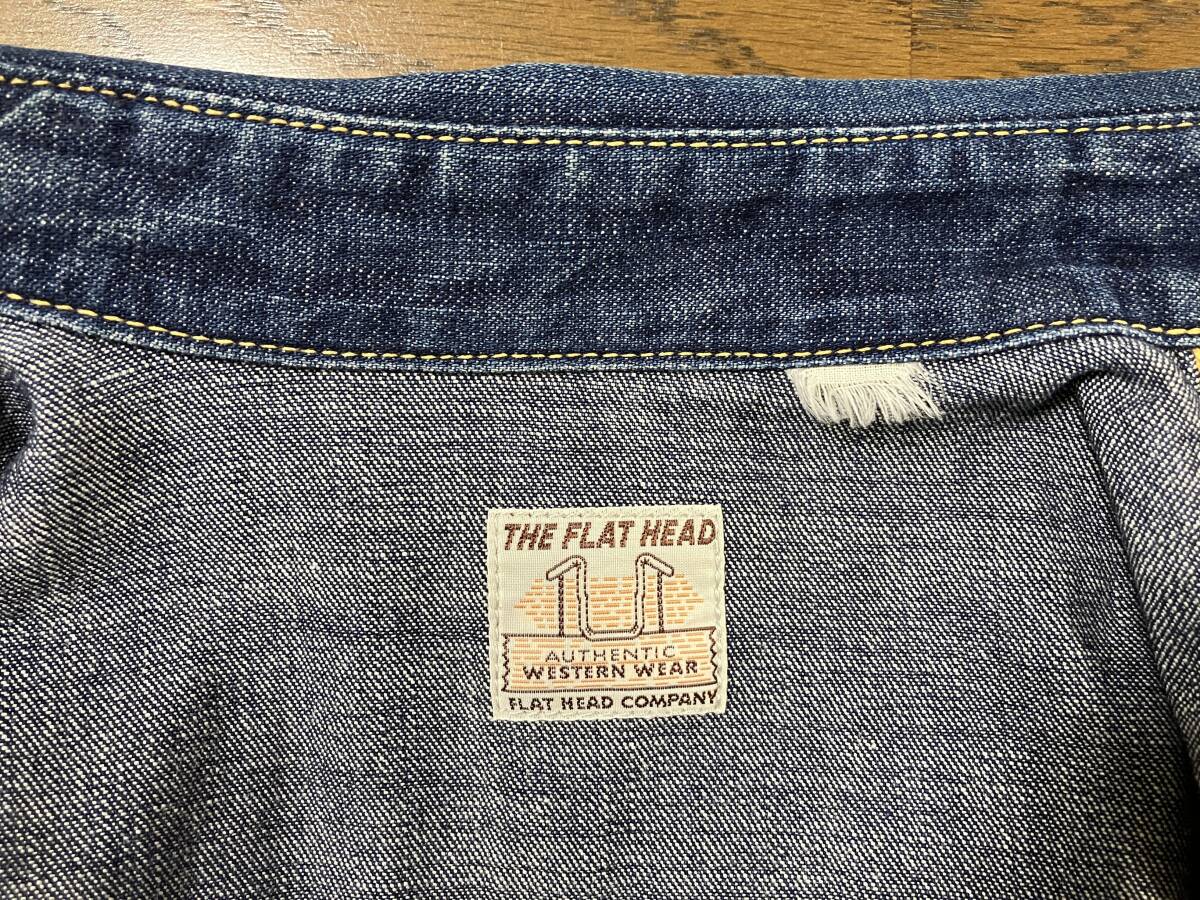 THE FLAT HEAD
AUTHENTIC
WESTERN WEAR
FLAT HEAD COMPANY